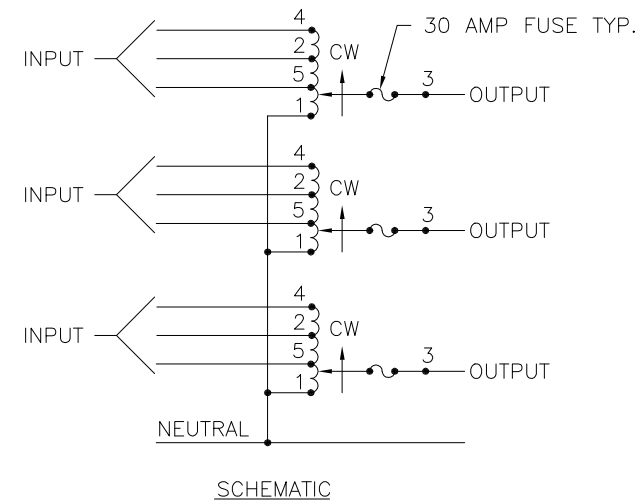 30 AMP FUSE TYP.
4
2
CW
INPUT
5
3
OUTPUT
1
4
2
CW
INPUT
5
3
OUTPUT
1
4
2
CW
INPUT
5
3
OUTPUT
1
NEUTRAL
SCHEMATIC